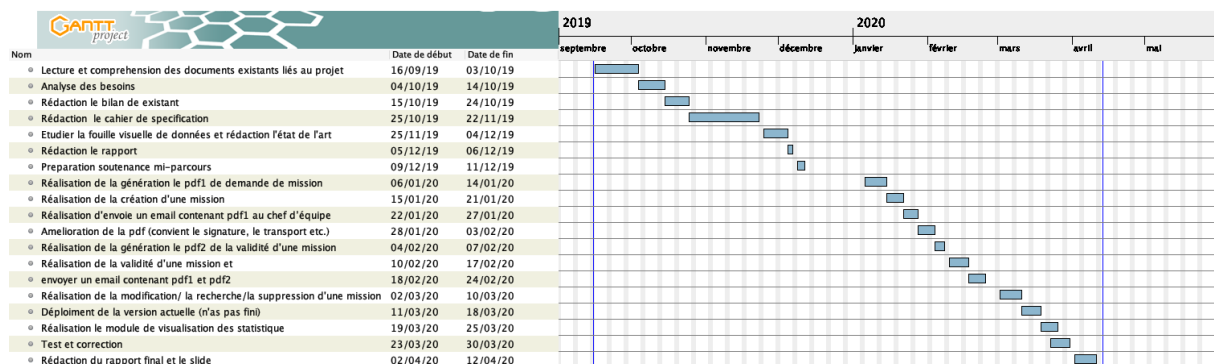 GANTT project
2019 2020
septembre octobre novembre décembre janvier février mars avril mai
Nom Date de début Date de fin
Lecture et comprehension des documents existants liés au projet 16/09/19 03/10/19
Analyse des besoins 04/10/19 14/10/19
Rédaction le bilan de existant 15/10/19 24/10/19
Rédaction le cahier de specification 25/10/19 22/11/19
Etudier la fouille visuelle de données et rédaction l'état de l'art 25/11/19 04/12/19
Rédaction le rapport 05/12/19 06/12/19
Preparation soutenance mi-parcours 09/12/19 11/12/19
Réalisation de la génération le pdf1 de demande de mission 06/01/20 14/01/20
Réalisation de la création d'une mission 15/01/20 21/01/20
Réalisation d'envoie un email contenant pdf1 au chef d'équipe 22/01/20 27/01/20
Amelioration de la pdf (convient le signature, le transport etc.) 28/01/20 03/02/20
Réalisation de la génération le pdf2 de la validité d'une mission 04/02/20 07/02/20
Réalisation de la validité d'une mission et 10/02/20 17/02/20
envoyer un email contenant pdf1 et pdf2 18/02/20 24/02/20
Réalisation de la modification/ la recherche/la suppression d'une mission 02/03/20 10/03/20
Déploiment de la version actuelle (n'as pas fini) 11/03/20 18/03/20
Réalisation le module de visualisation des statistique 19/03/20 25/03/20
Test et correction 23/03/20 30/03/20
Rédaction du rapport final et le slide 02/04/20 12/04/20